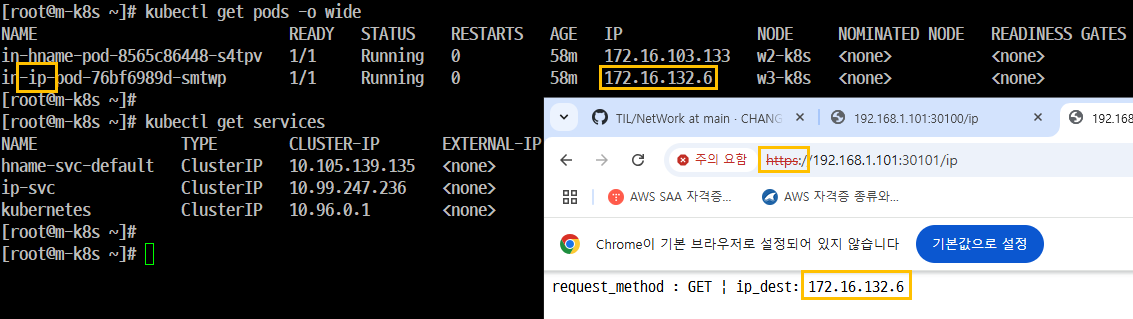 [root@m-k8s ~]# kubectl get pods -o wide
NAME READY STATUS RESTARTS AGE IP NODE NOMINATED NODE READINESS GATES
in-hname-pod-8565c86448-s4tpv 1/1 Running 0 58m 172.16.103.133 w2-k8s <none> <none>
in-ip-pod-76bf6989d-smtwp 1/1 Running 0 58m 172.16.132.6 w3-k8s <none> <none>
[root@m-k8s ~]#
[root@m-k8s ~]# kubectl get services
NAME TYPE CLUSTER-IP EXTERNAL-IP
hname-svc-default ClusterIP 10.105.139.135 <none>
ip-svc ClusterIP 10.99.247.236 <none>
kubernetes ClusterIP 10.96.0.1 <none>
[root@m-k8s ~]#
[root@m-k8s ~]#
TIL/NetWork at main · CHANG 192.168.1.101:30100/ip 192.168
주의 요함 https://192.168.1.101:30101/ip
AWS SAA 자격증... AWS 자격증 종류와...
Chrome이 기본 브라우저로 설정되어 있지 않습니다 기본값으로 설정
request_method : GET ¦ ip_dest: 172.16.132.6